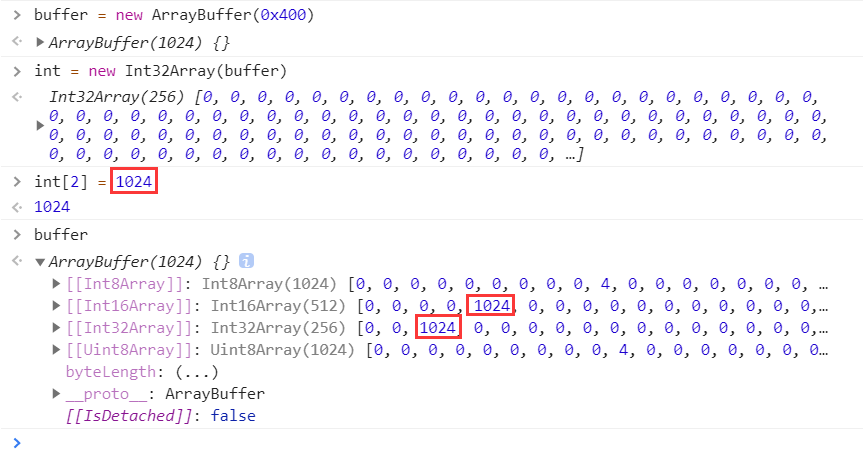 > buffer = new ArrayBuffer(0x400)
ArrayBuffer(1024) {}
> int = new Int32Array(buffer)
Int32Array(256) [0, 0, 0, 0, 0, 0, 0, 0, 0, 0, 0, 0, 0, 0, 0, 0, 0, 0, 0, 0, 0, 0, 0,
0, 0, 0, 0, 0, 0, 0, 0, 0, 0, 0, 0, 0, 0, 0, 0, 0, 0, 0, 0, 0, 0, 0, 0, 0, 0, 0, 0, 0,
0, 0, 0, 0, 0, 0, 0, 0, 0, 0, 0, 0, 0, 0, 0, 0, 0, 0, 0, 0, 0, 0, 0, 0, 0, 0, 0, 0, 0,
0, 0, 0, 0, 0, 0, 0, 0, 0, 0, 0, 0, 0, 0, 0, 0, 0, 0, 0, …]
> int[2] = 1024
1024
> buffer
ArrayBuffer(1024) {} i
[[Int8Array]]: Int8Array(1024) [0, 0, 0, 0, 0, 0, 0, 0, 0, 4, 0, 0, 0, 0, 0, 0, 0, …
[[Int16Array]]: Int16Array(512) [0, 0, 0, 0, 1024, 0, 0, 0, 0, 0, 0, 0, 0, 0, 0, 0,…
[[Int32Array]]: Int32Array(256) [0, 0, 1024, 0, 0, 0, 0, 0, 0, 0, 0, 0, 0, 0, 0, 0,…
[[Uint8Array]]: Uint8Array(1024) [0, 0, 0, 0, 0, 0, 0, 0, 0, 4, 0, 0, 0, 0, 0, 0, 0…
byteLength: (...)
__proto__: ArrayBuffer
[[IsDetached]]: false
>